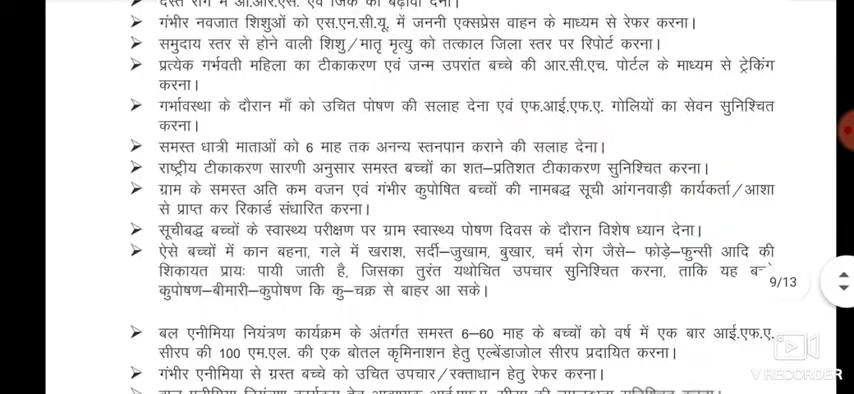 दस्त रोग में ओ.आर.एस. एवं जिंक को बढ़ावा देना।
➢ गंभीर नवजात शिशुओं को एस.एन.सी.यू. में जननी एक्सप्रेस वाहन के माध्यम से रेफर करना।
➢ समुदाय स्तर से होने वाली शिशु/मातृ मृत्यु को तत्काल जिला स्तर पर रिपोर्ट करना।
➢ प्रत्येक गर्भवती महिला का टीकाकरण एवं जन्म उपरांत बच्चे की आर.सी.एच. पोर्टल के माध्यम से ट्रेकिंग
करना।
➢ गर्भावस्था के दौरान माँ को उचित पोषण की सलाह देना एवं एफ.आई.एफ.ए. गोलियों का सेवन सुनिश्चित
करना।
➢ समस्त धात्री माताओं को 6 माह तक अनन्य स्तनपान कराने की सलाह देना।
➢ राष्ट्रीय टीकाकरण सारणी अनुसार समस्त बच्चों का शत–प्रतिशत टीकाकरण सुनिश्चित करना।
➢ ग्राम के समस्त अति कम वजन एवं गंभीर कुपोषित बच्चों की नामबद्ध सूची आंगनवाड़ी कार्यकर्ता/आशा
से प्राप्त कर रिकार्ड संधारित करना।
➢ सूचीबद्ध बच्चों के स्वास्थ्य परीक्षण पर ग्राम स्वास्थ्य पोषण दिवस के दौरान विशेष ध्यान देना।
➢ ऐसे बच्चों में कान बहना, गले में खराश, सर्दी–जुखाम, बुखार, चर्म रोग जैसे– फोड़े–फुन्सी आदि की
शिकायत प्रायः पायी जाती है, जिसका तुरंत यथोचित उपचार सुनिश्चित करना, ताकि यह
कुपोषण–बीमारी–कुपोषण कि कु–चक्र से बाहर आ सके।
9/13
➢ बल एनीमिया नियंत्रण कार्यक्रम के अंतर्गत समस्त 6–60 माह के बच्चों को वर्ष में एक बार आई.एफ.ए.
सीरप की 100 एम.एल. की एक बोतल कृमिनाशन हेतु एल्बेंडाजोल सीरप प्रदायित करना।
➢ गंभीर एनीमिया से ग्रस्त बच्चे को उचित उपचार/रक्ताधान हेतु रेफर करना।
V RECORDER